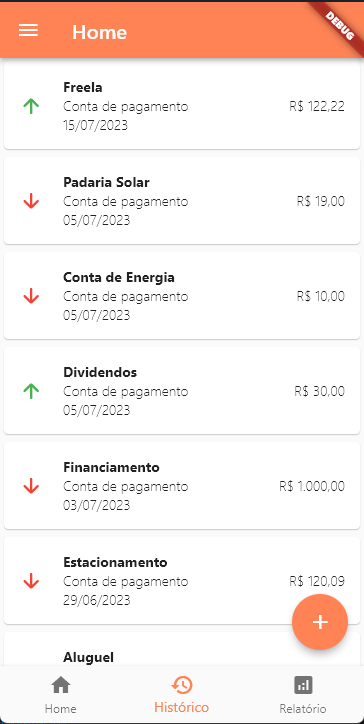 Home
DEBUG
Freela
Conta de pagamento
R$ 122,22
15/07/2023
Padaria Solar
Conta de pagamento
R$ 19,00
05/07/2023
Conta de Energia
Conta de pagamento
R$ 10,00
05/07/2023
Dividendos
Conta de pagamento
R$ 30,00
05/07/2023
Financiamento
Conta de pagamento
R$ 1.000,00
03/07/2023
Estacionamento
Conta de pagamento
R$ 120,09
29/06/2023
Aluguel
Home
Histórico
Relatório